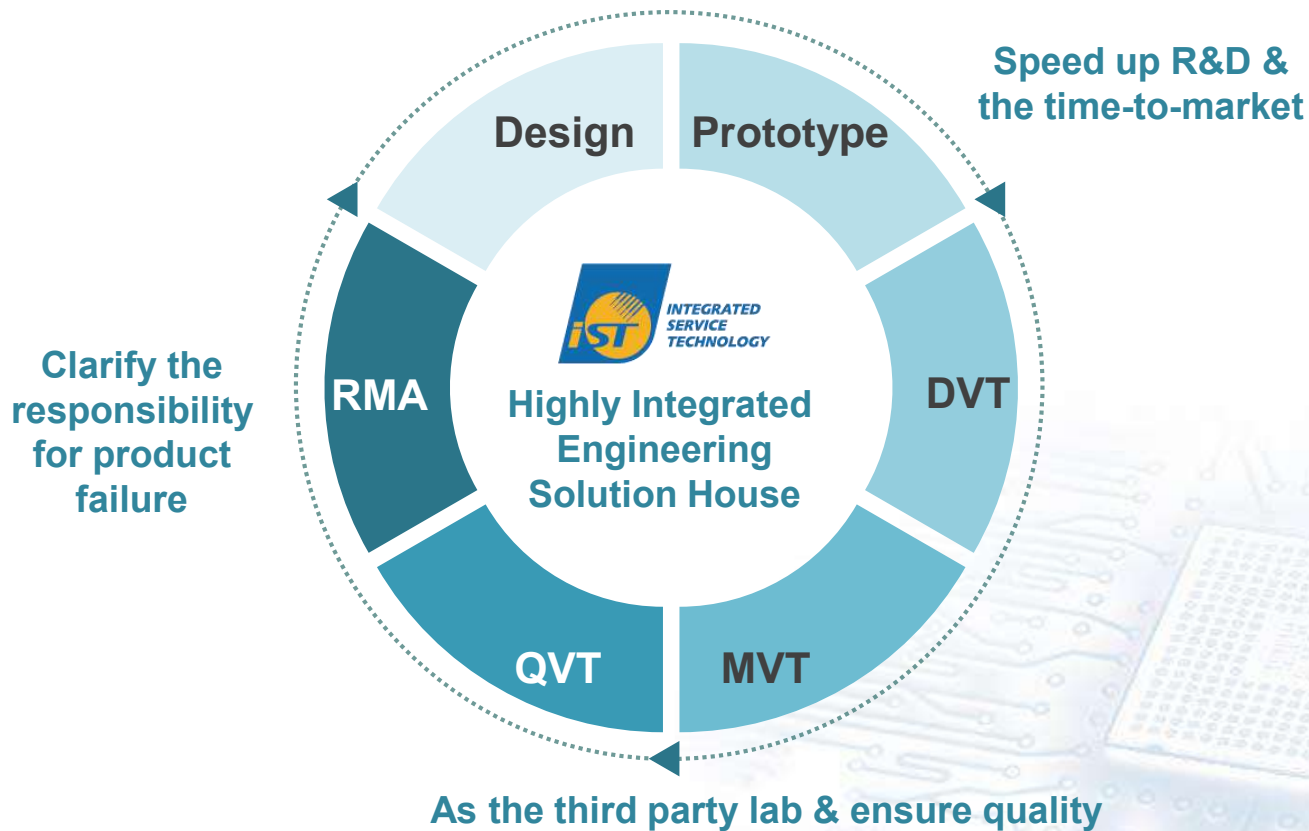 Speed up R&D &
the time-to-market
Design
Prototype
iST
INTEGRATED
SERVICE
TECHNOLOGY
Clarify the
responsibility
for product
failure
RMA
Highly Integrated
Engineering
Solution House
DVT
QVT
MVT
As the third party lab & ensure quality